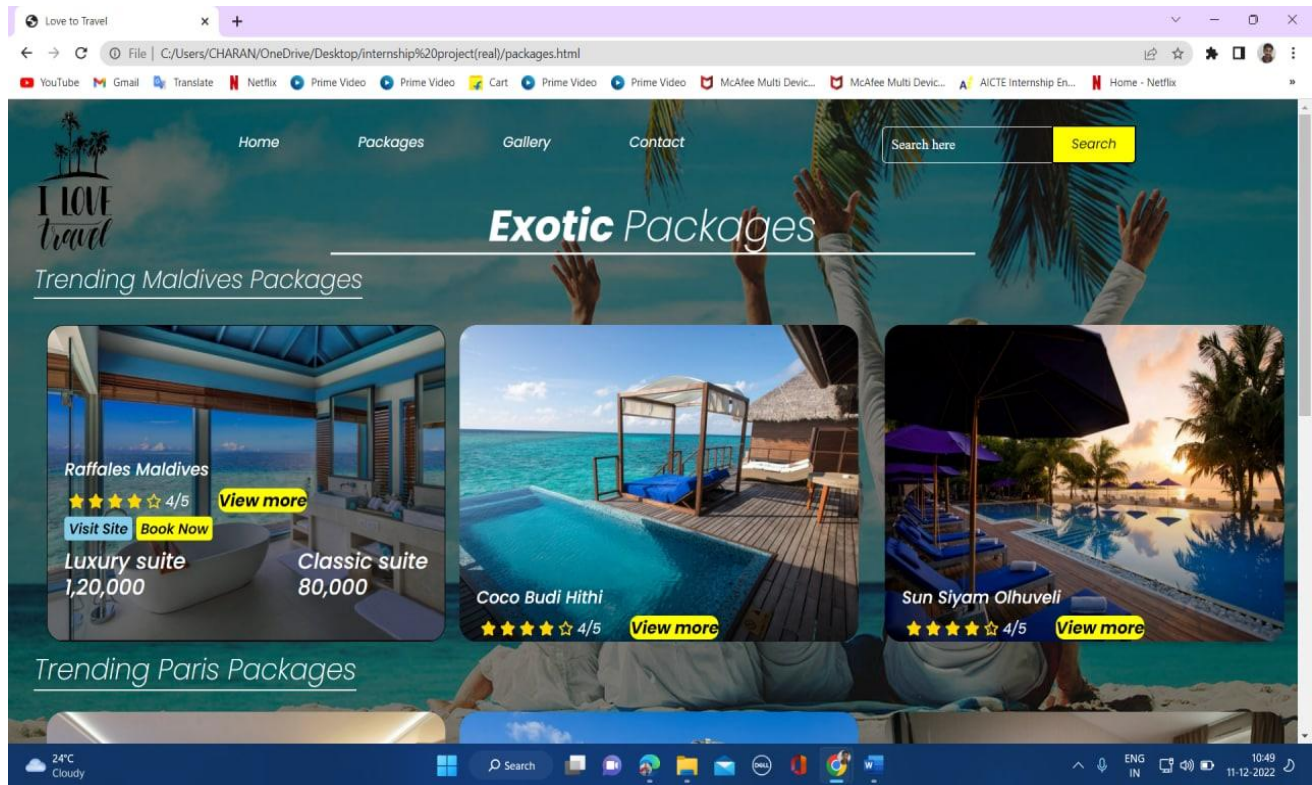 Love to Travel
File | C:/Users/CHARAN/OneDrive/Desktop/internship%20project(real)/packages.html
YouTube Gmail Translate Netflix Prime Video Prime Video Cart Prime Video Prime Video McAfee Multi Devic... McAfee Multi Devic... AICTE Internship En... Home - Netflix »
I LOVE
travel
Home Packages Gallery Contact Search here Search
Exotic Packages
Trending Maldives Packages
Raffales Maldives
4/5 View more
Visit Site Book Now
Luxury suite Classic suite
1,20,000 80,000
Coco Budi Hithi
4/5 View more
Sun Siyam Olhuveli
4/5 View more
Trending Paris Packages
24°C
Cloudy
Search
DELL
W
ENG
IN
10:49
11-12-2022